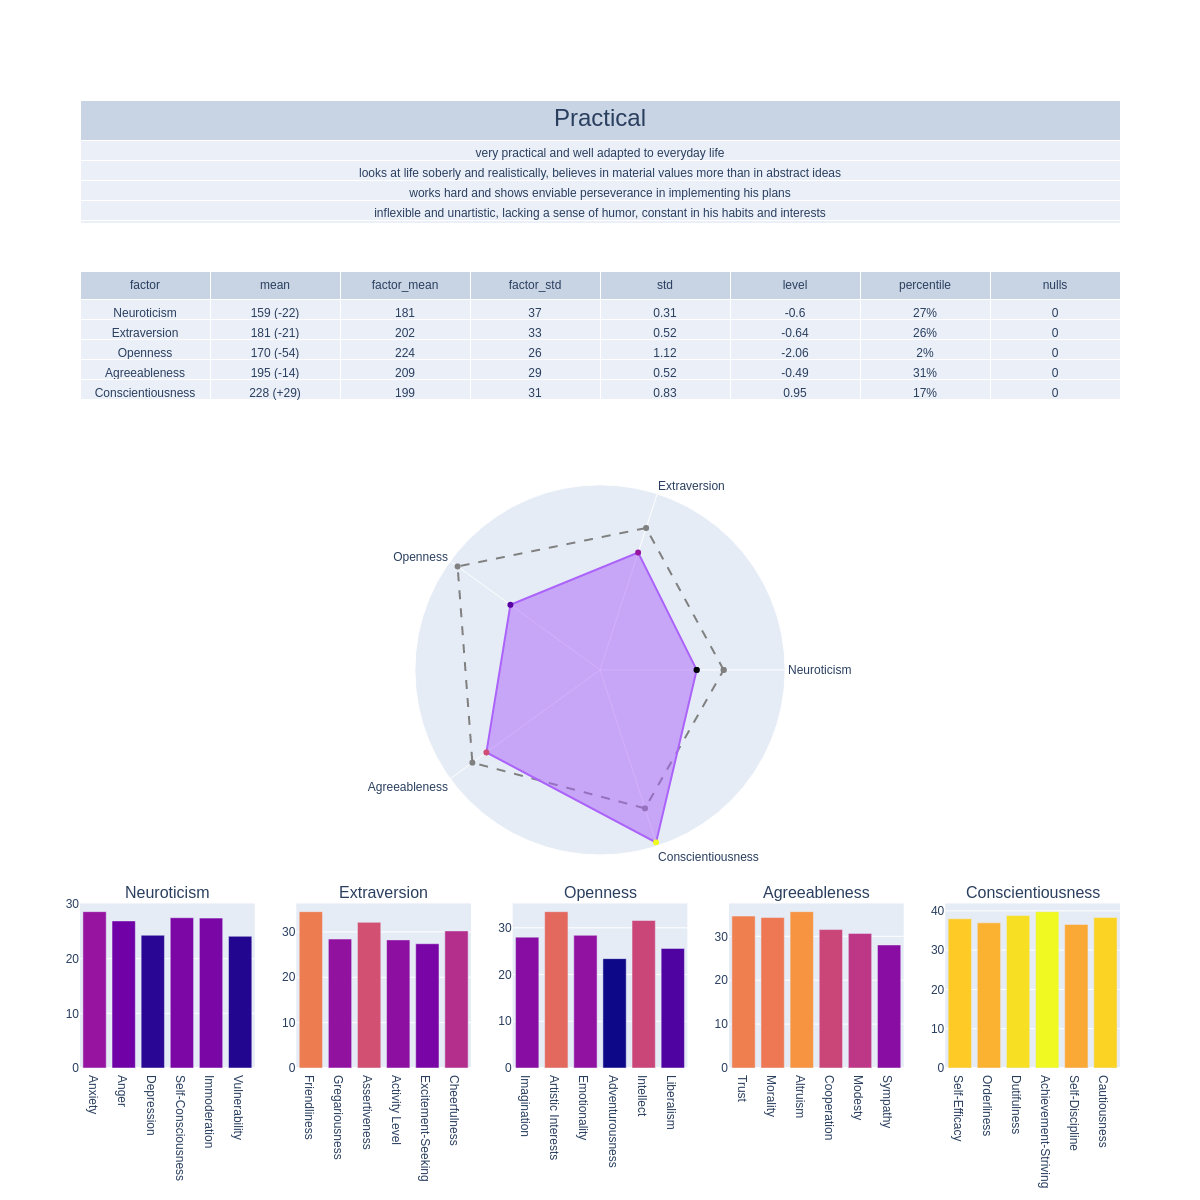 Practical
very practical and well adapted to everyday life
looks at life soberly and realistically, believes in material values more than in abstract ideas
works hard and shows enviable perseverance in implementing his plans
inflexible and unartistic, lacking a sense of humor, constant in his habits and interests
factor mean factor_mean factor_std std level percentile nulls
Neuroticism 159 (-22) 181 37 0.31 -0.6 27% 0
Extraversion 181 (-21) 202 33 0.52 -0.64 26% 0
Openness 170 (-54) 224 26 1.12 -2.06 2% 0
Agreeableness 195 (-14) 209 29 0.52 -0.49 31% 0
Conscientiousness 228 (+29) 199 31 0.83 0.95 17% 0
Extraversion
Openness
Neuroticism
Agreeableness
Conscientiousness
Neuroticism
30
20
10
0
Anxiety
Anger
Depression
Self-Consciousness
Immoderation
Vulnerability
Extraversion
30
20
10
0
Friendliness
Gregariousness
Assertiveness
Activity Level
Excitement-Seeking
Cheerfulness
Openness
30
20
10
0
Imagination
Artistic Interests
Emotionality
Adventurousness
Intellect
Liberalism
Agreeableness
30
20
10
0
Trust
Morality
Altruism
Cooperation
Modesty
Sympathy
Conscientiousness
40
30
20
10
0
Self-Efficacy
Orderliness
Dutifulness
Achievement-Striving
Self-Discipline
Cautiousness